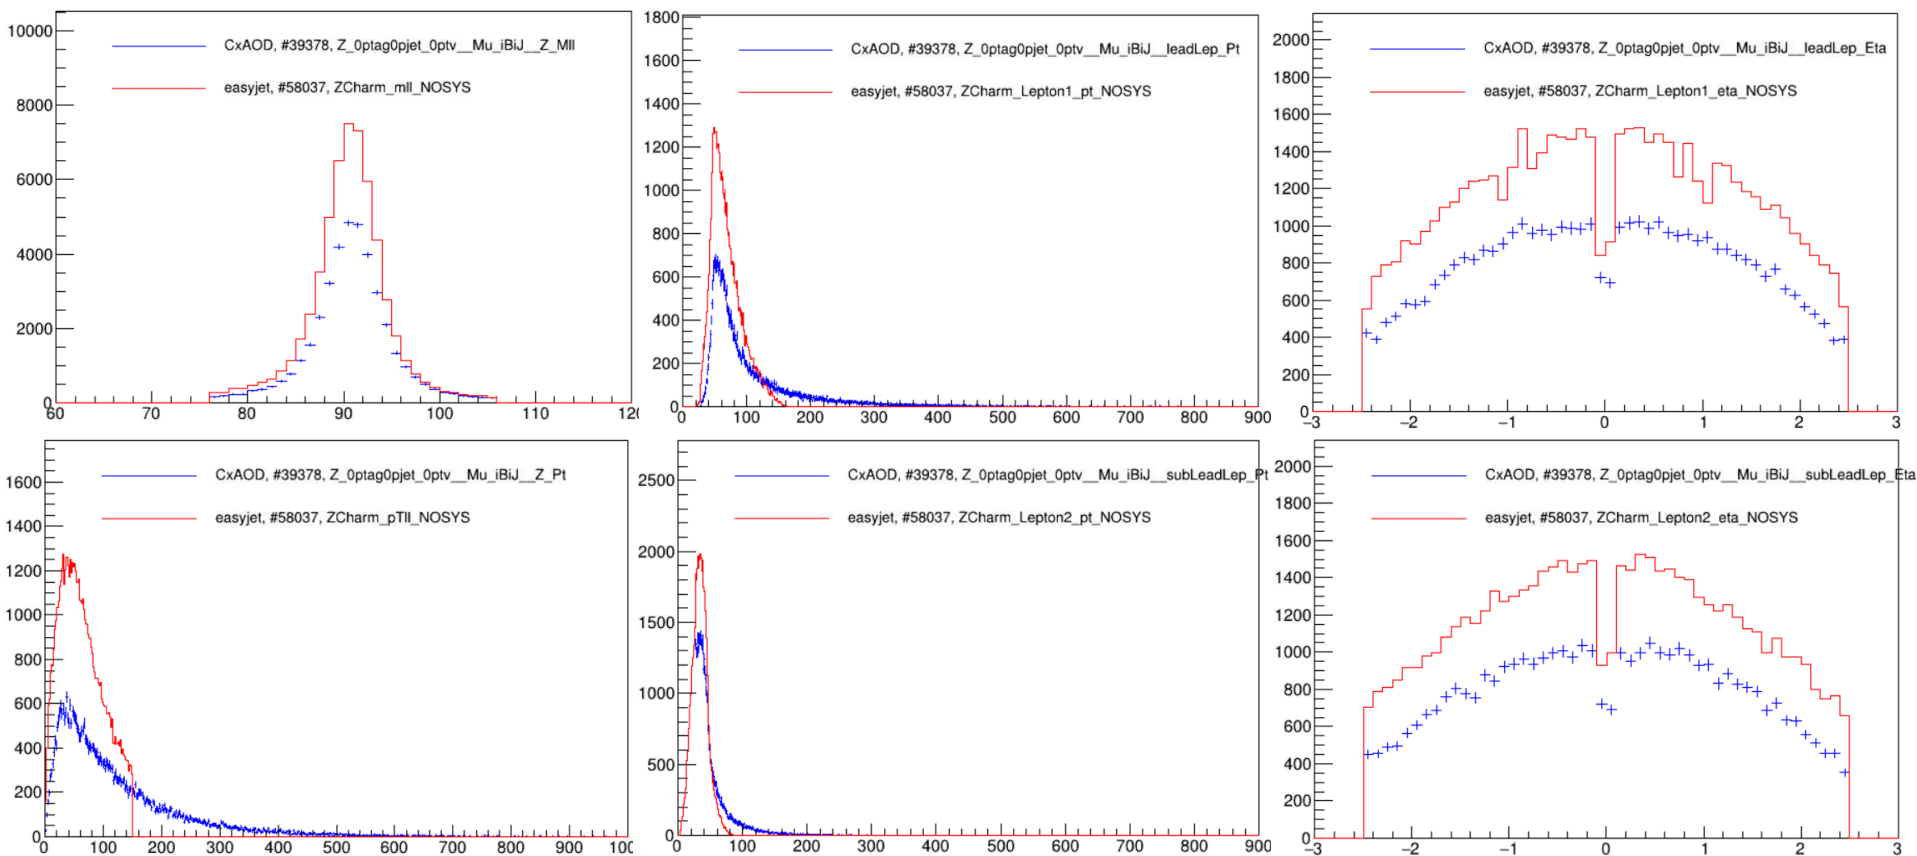 CxAOD, #39378, Z_0ptag0pjet_0ptv__Mu_iBiJ__Z_Mll
easyjet, #58037, ZCharm_mll_NOSYS
10000
8000
6000
4000
2000
0
60 70 80 90 100 110 120
CxAOD, #39378, Z_0ptag0pjet_0ptv__Mu_iBiJ__leadLep_Pt
easyjet, #58037, ZCharm_Lepton1_pt_NOSYS
1800
1600
1400
1200
1000
800
600
400
200
0
0 100 200 300 400 500 600 700 800 900
CxAOD, #39378, Z_0ptag0pjet_0ptv__Mu_iBiJ__leadLep_Eta
easyjet, #58037, ZCharm_Lepton1_eta_NOSYS
2000
1800
1600
1400
1200
1000
800
600
400
200
0
−3 −2 −1 0 1 2 3
CxAOD, #39378, Z_0ptag0pjet_0ptv__Mu_iBiJ__Z_Pt
easyjet, #58037, ZCharm_pTll_NOSYS
1600
1400
1200
1000
800
600
400
200
0
0 100 200 300 400 500 600 700 800 900 100
CxAOD, #39378, Z_0ptag0pjet_0ptv__Mu_iBiJ__subLeadLep_Pt
easyjet, #58037, ZCharm_Lepton2_pt_NOSYS
2500
2000
1500
1000
500
0
0 100 200 300 400 500 600 700 800 900
CxAOD, #39378, Z_0ptag0pjet_0ptv__Mu_iBiJ__subLeadLep_Eta
easyjet, #58037, ZCharm_Lepton2_eta_NOSYS
2000
1800
1600
1400
1200
1000
800
600
400
200
0
−3 −2 −1 0 1 2 3